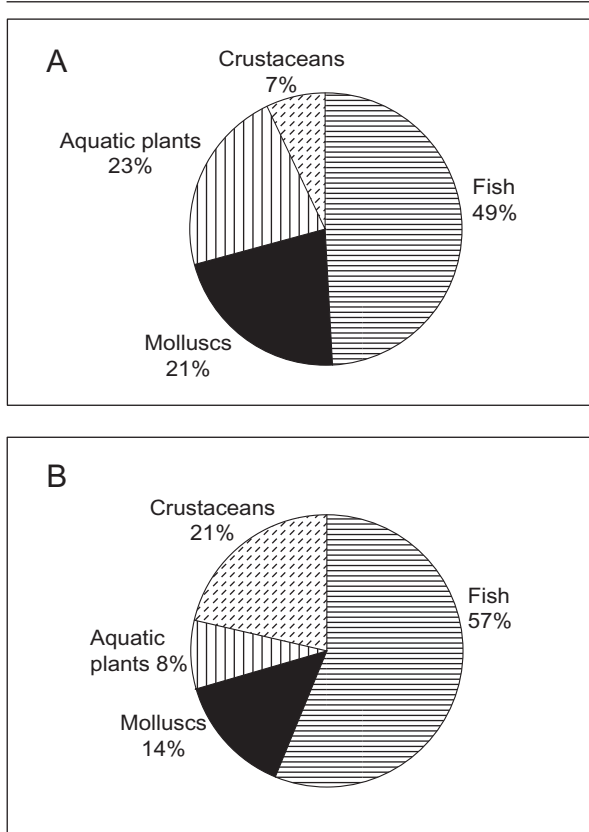 A
Crustaceans
7%
Aquatic plants
23%
Fish
49%
Molluscs
21%
B
Crustaceans
21%
Fish
57%
Aquatic
plants 8%
Molluscs
14%